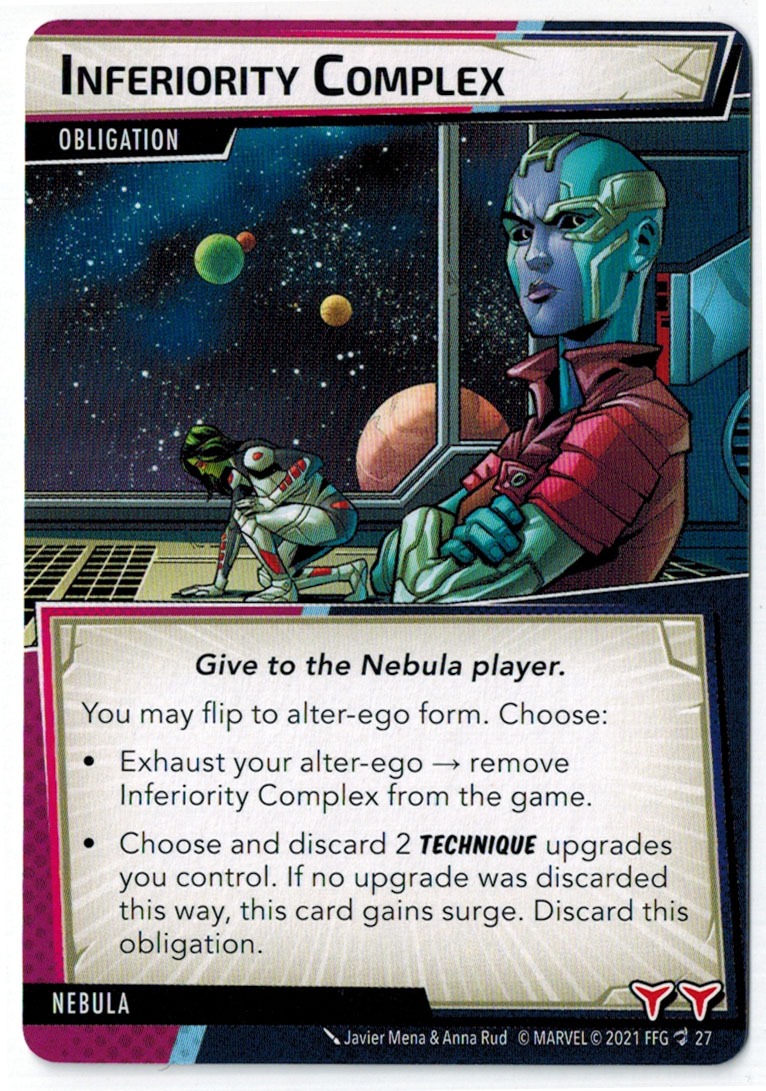 INFERIORITY COMPLEX
OBLIGATION
Give to the Nebula player.
You may flip to alter-ego form. Choose:
• Exhaust your alter-ego → remove
Inferiority Complex from the game.
• Choose and discard 2 TECHNIQUE upgrades
you control. If no upgrade was discarded
this way, this card gains surge. Discard this
obligation.
NEBULA
Javier Mena & Anna Rud © MARVEL © 2021 FFG 27